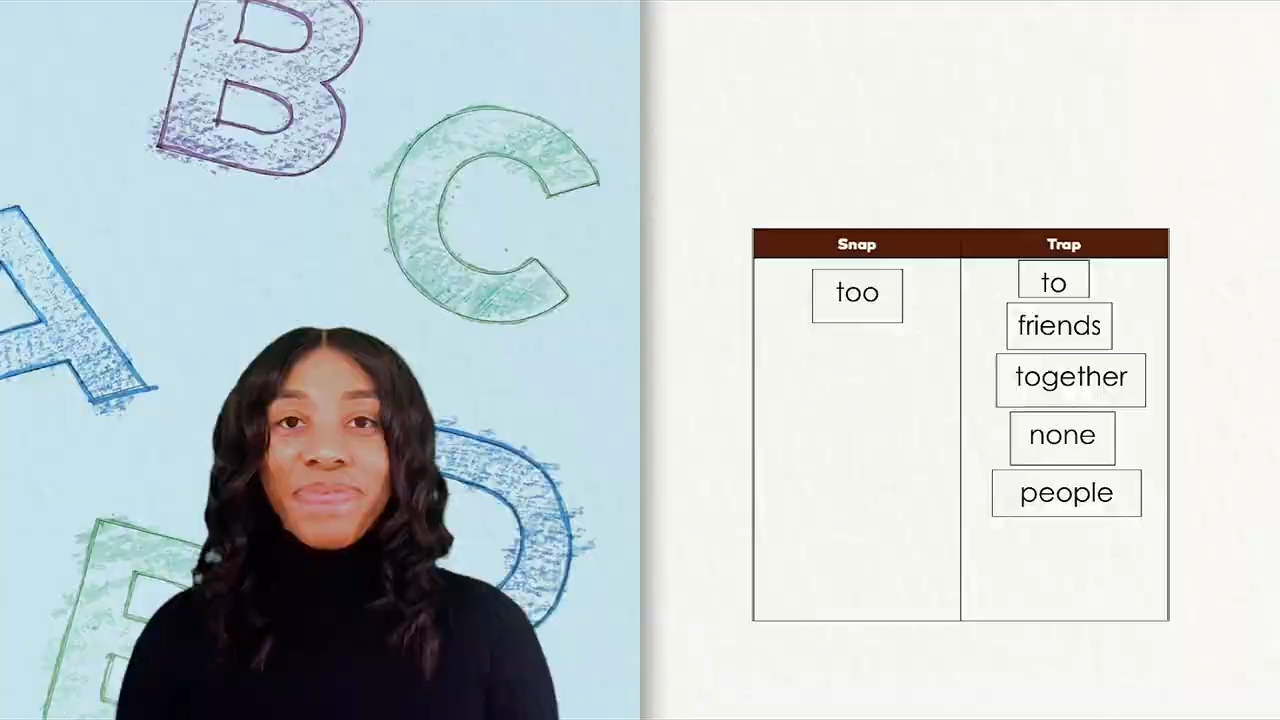 B
C
A
D
E
Snap Trap
too
to
friends
together
none
people